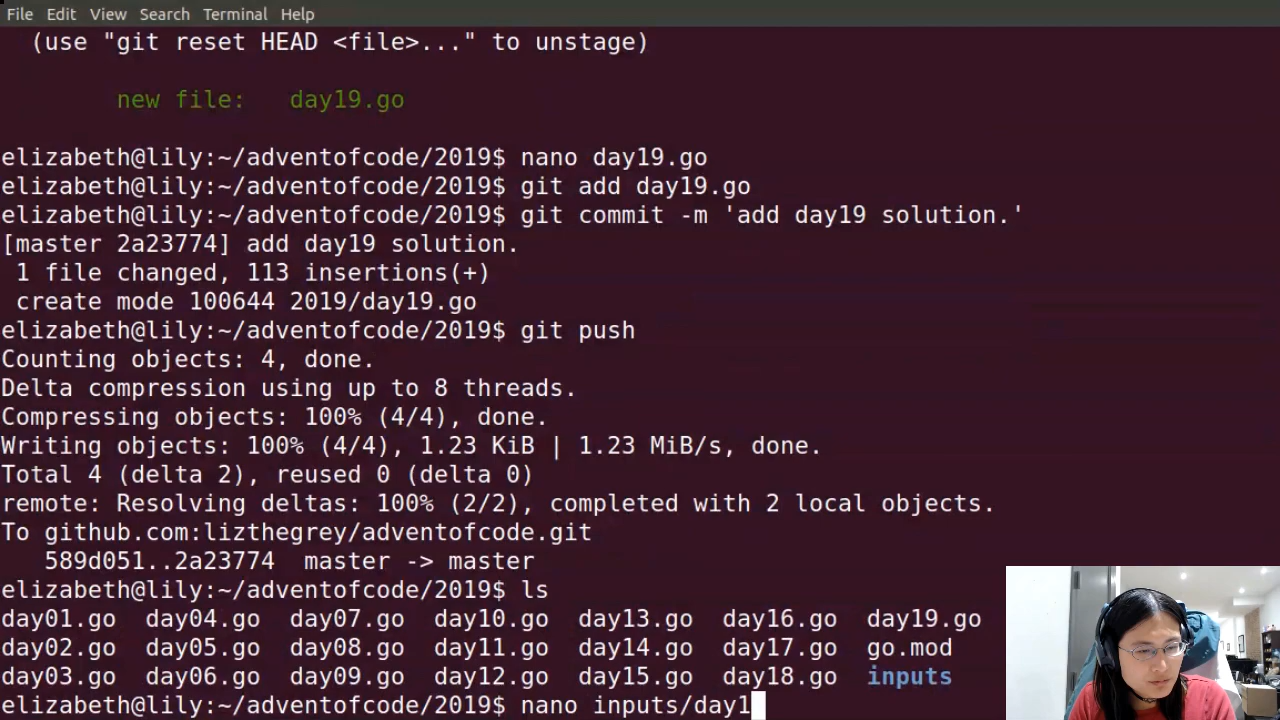 File Edit View Search Terminal Help
(use "git reset HEAD <file>..." to unstage)
new file: day19.go
elizabeth@lily:~/adventofcode/2019$ nano day19.go
elizabeth@lily:~/adventofcode/2019$ git add day19.go
elizabeth@lily:~/adventofcode/2019$ git commit -m 'add day19 solution.'
[master 2a23774] add day19 solution.
1 file changed, 113 insertions(+)
create mode 100644 2019/day19.go
elizabeth@lily:~/adventofcode/2019$ git push
Counting objects: 4, done.
Delta compression using up to 8 threads.
Compressing objects: 100% (4/4), done.
Writing objects: 100% (4/4), 1.23 KiB | 1.23 MiB/s, done.
Total 4 (delta 2), reused 0 (delta 0)
remote: Resolving deltas: 100% (2/2), completed with 2 local objects.
To github.com:lizthegrey/adventofcode.git
589d051..2a23774 master -> master
elizabeth@lily:~/adventofcode/2019$ ls
day01.go day04.go day07.go day10.go day13.go day16.go day19.go
day02.go day05.go day08.go day11.go day14.go day17.go go.mod
day03.go day06.go day09.go day12.go day15.go day18.go inputs
elizabeth@lily:~/adventofcode/2019$ nano inputs/day1